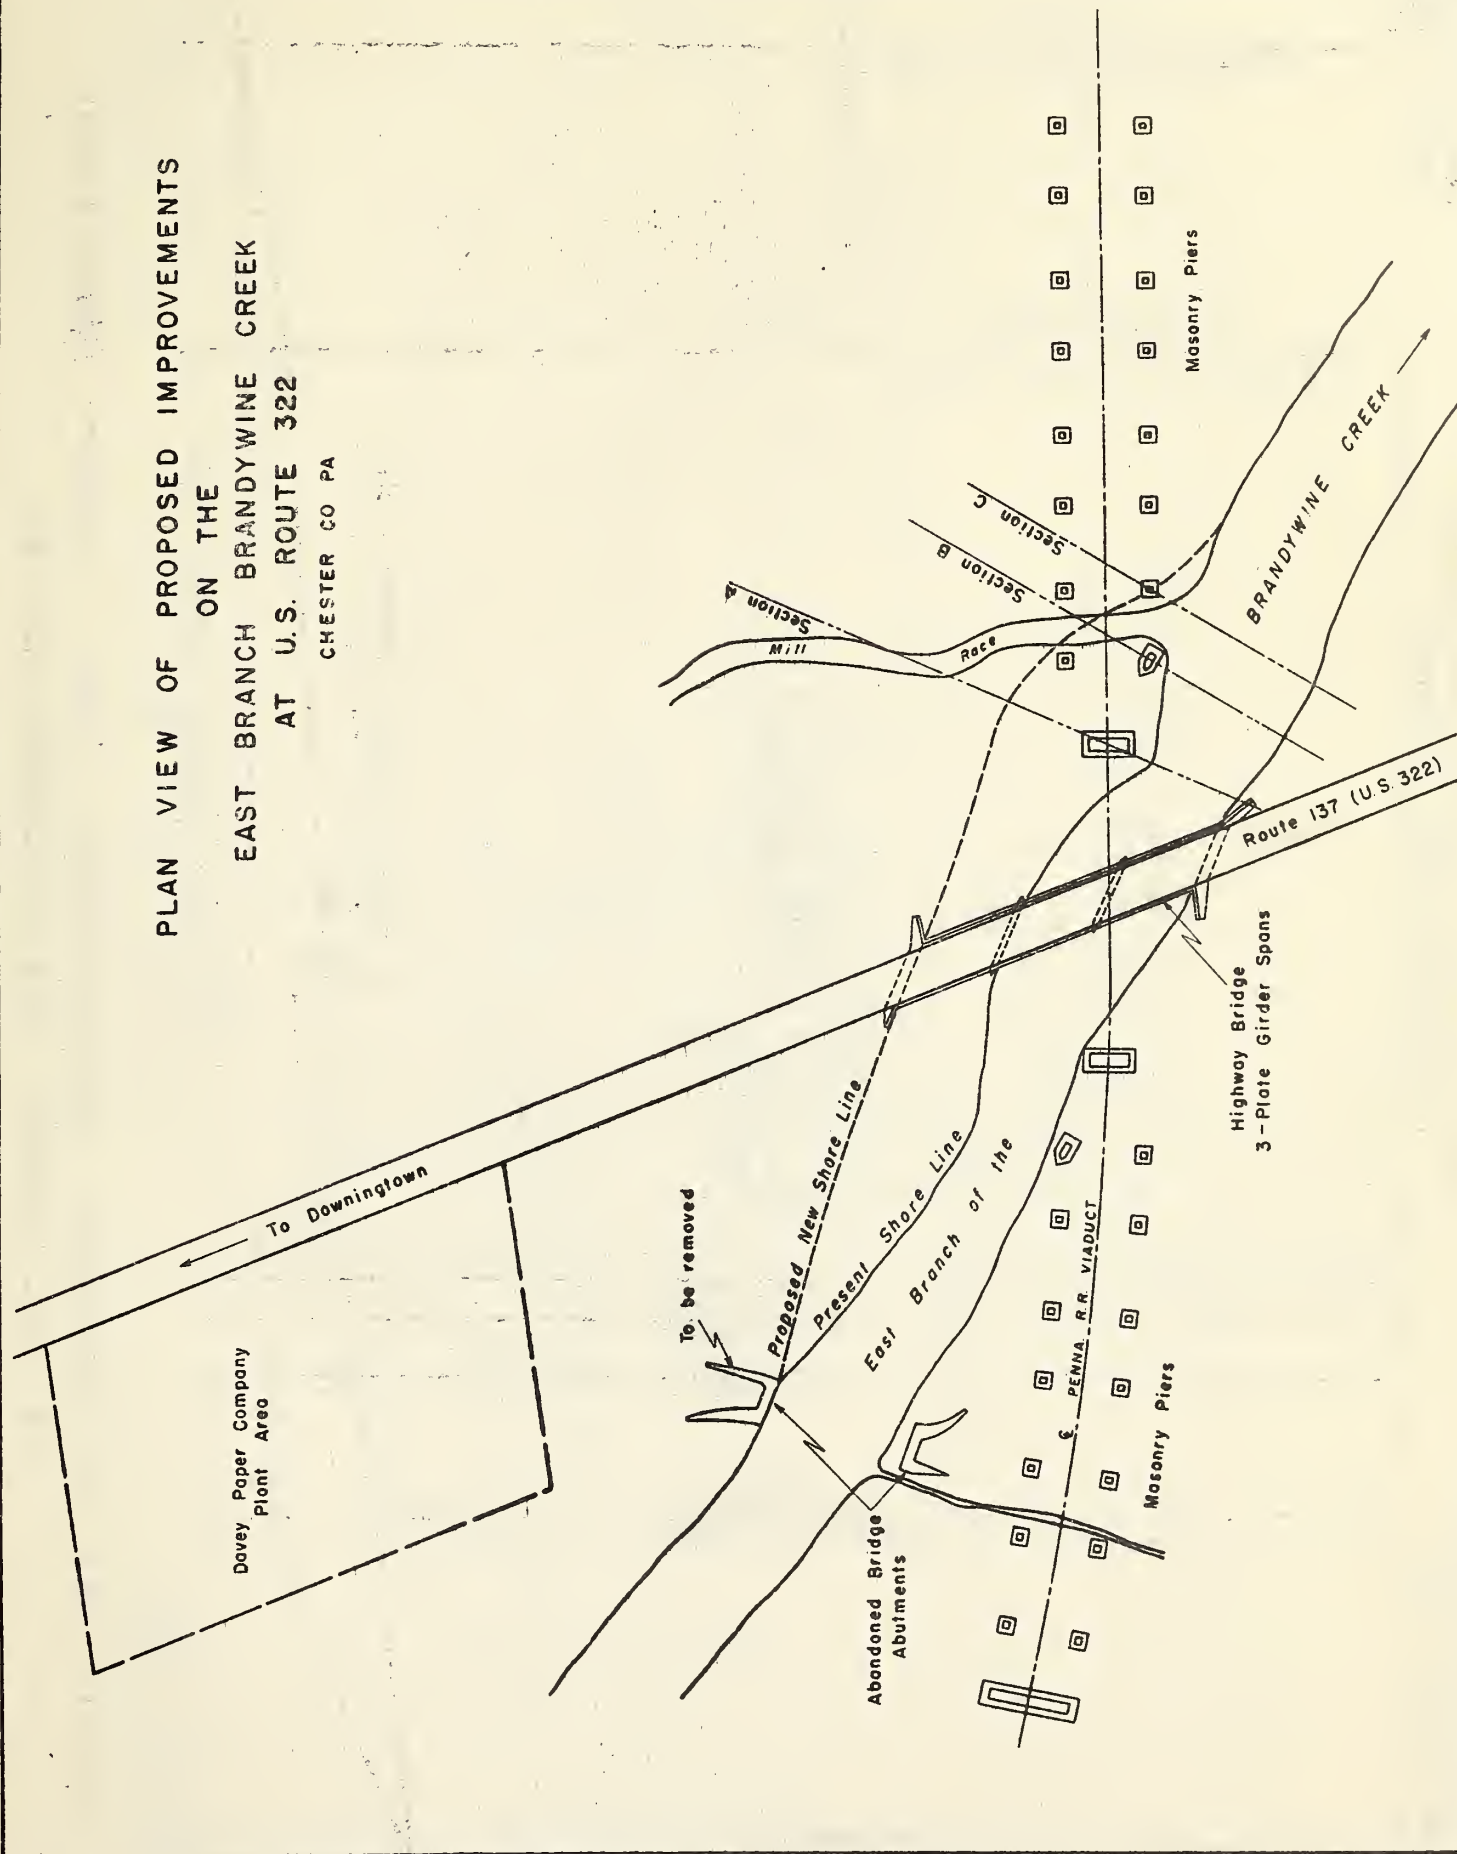 PLAN VIEW OF PROPOSED IMPROVEMENTS
ON THE
EAST BRANCH BRANDYWINE CREEK
AT U.S. ROUTE 322
CHESTER CO PA
Davey Paper Company
Plant Area
To Downingtown
To be removed
Proposed New Shore Line
Present Shore Line
East Branch of the
BRANDYWINE CREEK
Abandoned Bridge
Abutments
Mill Race
Section A
Section B
Section C
Masonry Piers
℄ PENNA. R.R. VIADUCT
Masonry Piers
Highway Bridge
3-Plate Girder Spans
Route 137 (U.S. 322)